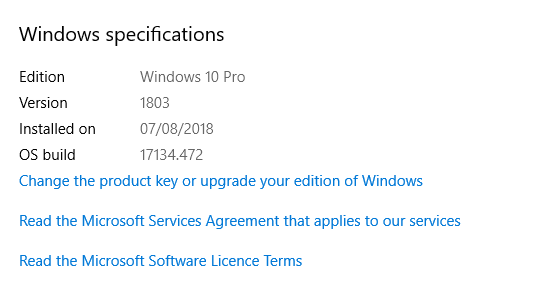 Windows specifications
Edition Windows 10 Pro
Version 1803
Installed on 07/08/2018
OS build 17134.472
Change the product key or upgrade your edition of Windows
Read the Microsoft Services Agreement that applies to our services
Read the Microsoft Software Licence Terms